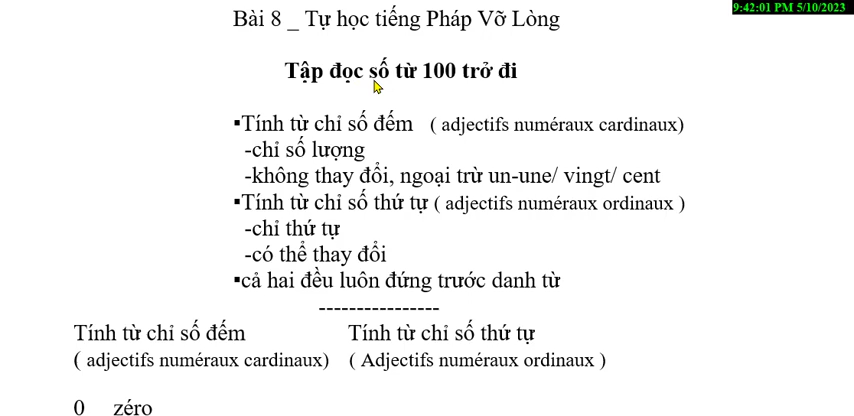 9:42:01 PM 5/10/2023
Bài 8 _ Tự học tiếng Pháp Vỡ Lòng
Tập đọc số từ 100 trở đi
▪Tính từ chỉ số đếm ( adjectifs numéraux cardinaux)
-chỉ số lượng
-không thay đổi, ngoại trừ un-une/ vingt/ cent
▪Tính từ chỉ số thứ tự ( adjectifs numéraux ordinaux )
-chỉ thứ tự
-có thể thay đổi
▪cả hai đều luôn đứng trước danh từ
----------------
Tính từ chỉ số đếm Tính từ chỉ số thứ tự
( adjectifs numéraux cardinaux) ( Adjectifs numéraux ordinaux )
0 zéro